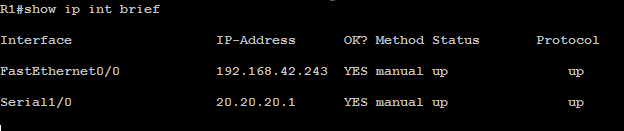 R1#show ip int brief
Interface IP-Address OK? Method Status Protocol
FastEthernet0/0 192.168.42.243 YES manual up up
Serial1/0 20.20.20.1 YES manual up up